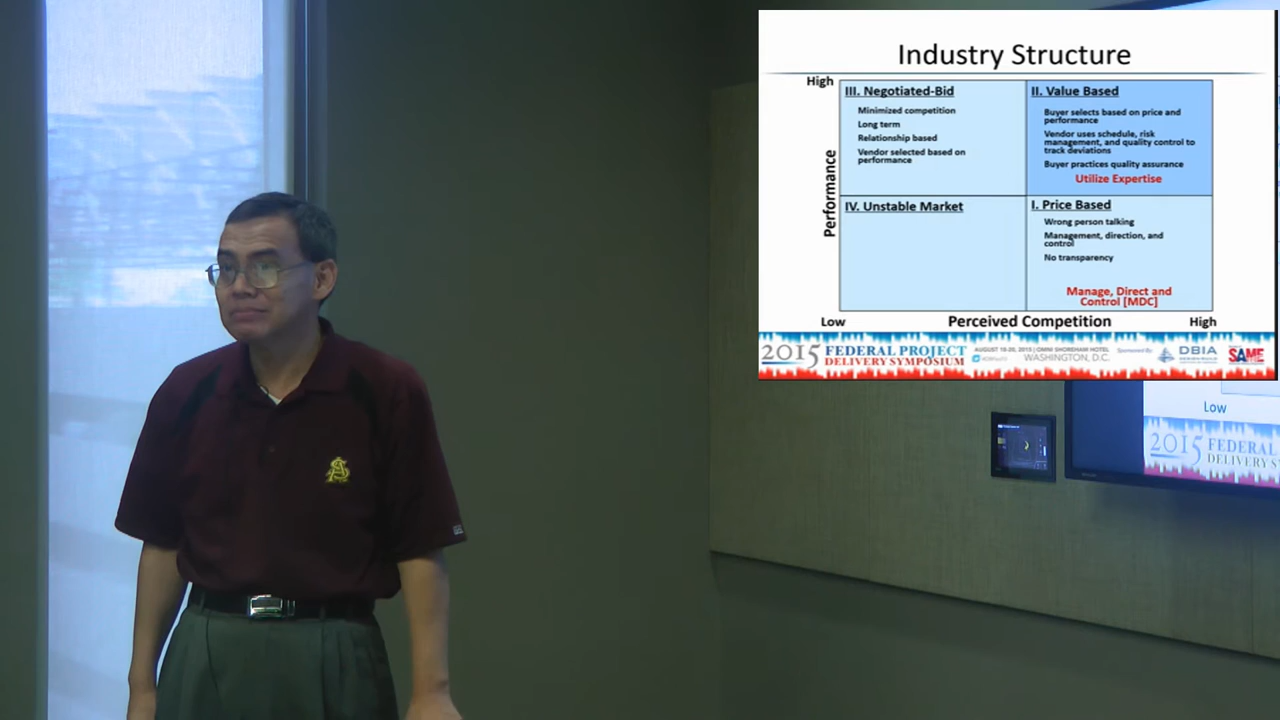 Industry Structure
High
III. Negotiated-Bid
Minimized competition
Long term
Relationship based
Vendor selected based on
performance
II. Value Based
Buyer selects based on price and
performance
Vendor uses schedule, risk
management, and quality control to
track deviations
Buyer practices quality assurance
Utilize Expertise
Performance
IV. Unstable Market
I. Price Based
Wrong person talking
Management, direction, and
control
No transparency
Manage, Direct and
Control [MDC]
Low
Perceived Competition
High
2015 FEDERAL PROJECT
DELIVERY SYMPOSIUM
WASHINGTON, D.C.
Sponsored By:
DBIA
SAME
Low
2015 FEDERAL
DELIVERY